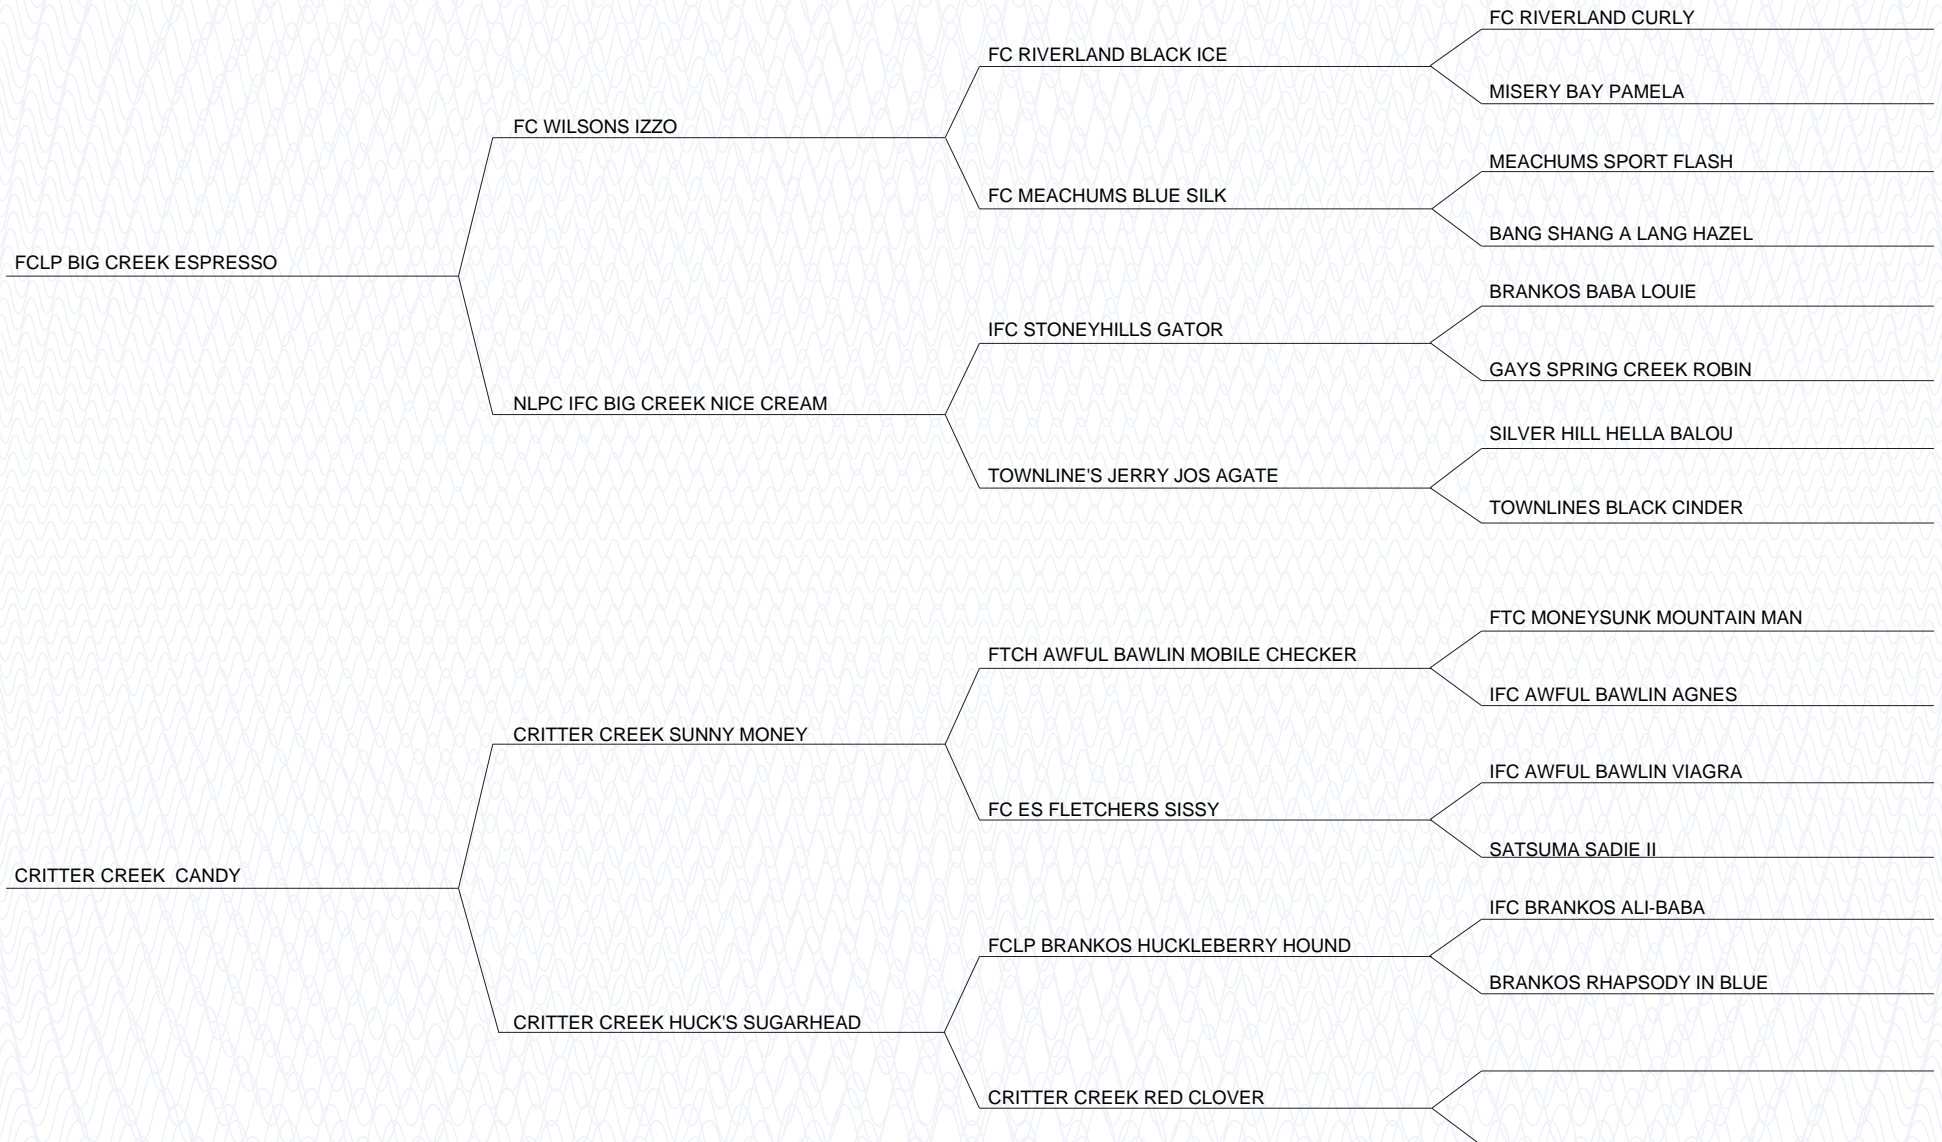 FC RIVERLAND CURLY
FC RIVERLAND BLACK ICE
MISERY BAY PAMELA
FC WILSONS IZZO
MEACHUMS SPORT FLASH
FC MEACHUMS BLUE SILK
BANG SHANG A LANG HAZEL
FCLP BIG CREEK ESPRESSO
BRANKOS BABA LOUIE
IFC STONEYHILLS GATOR
GAYS SPRING CREEK ROBIN
NLPC IFC BIG CREEK NICE CREAM
SILVER HILL HELLA BALOU
TOWNLINE'S JERRY JOS AGATE
TOWNLINES BLACK CINDER
FTC MONEYSUNK MOUNTAIN MAN
FTCH AWFUL BAWLIN MOBILE CHECKER
IFC AWFUL BAWLIN AGNES
CRITTER CREEK SUNNY MONEY
IFC AWFUL BAWLIN VIAGRA
FC ES FLETCHERS SISSY
SATSUMA SADIE II
CRITTER CREEK  CANDY
IFC BRANKOS ALI-BABA
FCLP BRANKOS HUCKLEBERRY HOUND
BRANKOS RHAPSODY IN BLUE
CRITTER CREEK HUCK'S SUGARHEAD
CRITTER CREEK RED CLOVER